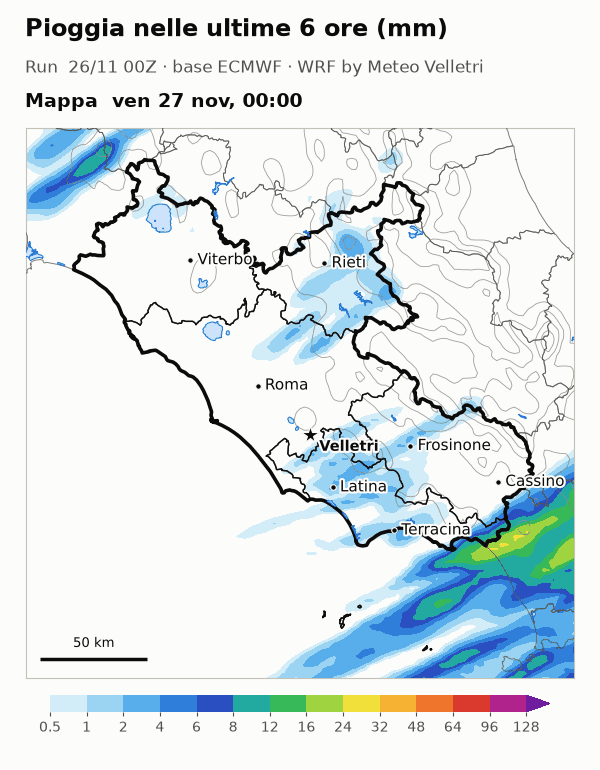 Pioggia nelle ultime 6 ore (mm)
Run  26/11 00Z · base ECMWF · WRF by Meteo Velletri
Mappa  ven 27 nov, 00:00
Viterbo
Rieti
Roma
Velletri
Frosinone
Latina
Cassino
Terracina
50 km
0.5 1 2 4 6 8 12 16 24 32 48 64 96 128